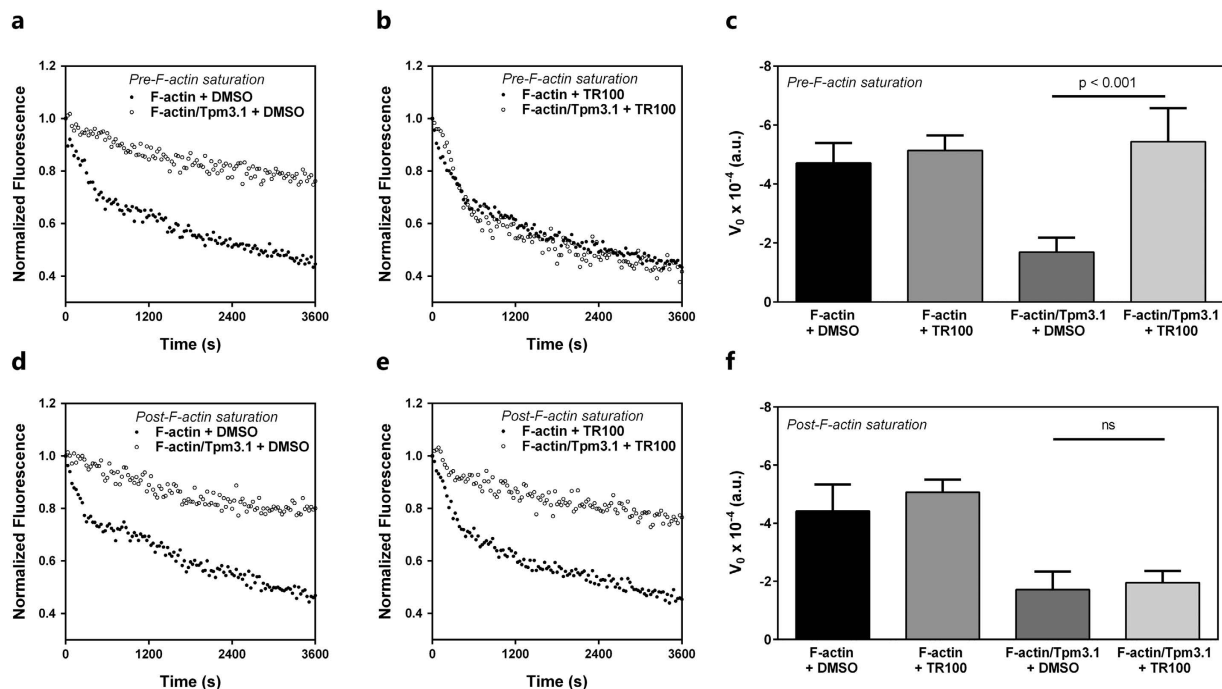 a
Pre-F-actin saturation
F-actin + DMSO
F-actin/Tpm3.1 + DMSO
Normalized Fluorescence
1.2
1.0
0.8
0.6
0.4
0
1200
2400
3600
Time (s)
b
Pre-F-actin saturation
F-actin + TR100
F-actin/Tpm3.1 + TR100
Normalized Fluorescence
1.2
1.0
0.8
0.6
0.4
0
1200
2400
3600
Time (s)
c
Pre-F-actin saturation
p < 0.001
V₀ x 10⁻⁴ (a.u.)
-8
-6
-4
-2
0
F-actin
+ DMSO
F-actin
+ TR100
F-actin/Tpm3.1
+ DMSO
F-actin/Tpm3.1
+ TR100
d
Post-F-actin saturation
F-actin + DMSO
F-actin/Tpm3.1 + DMSO
Normalized Fluorescence
1.2
1.0
0.8
0.6
0.4
0
1200
2400
3600
Time (s)
e
Post-F-actin saturation
F-actin + TR100
F-actin/Tpm3.1 + TR100
Normalized Fluorescence
1.2
1.0
0.8
0.6
0.4
0
1200
2400
3600
Time (s)
f
Post-F-actin saturation
ns
V₀ x 10⁻⁴ (a.u.)
-8
-6
-4
-2
0
F-actin
+ DMSO
F-actin
+ TR100
F-actin/Tpm3.1
+ DMSO
F-actin/Tpm3.1
+ TR100